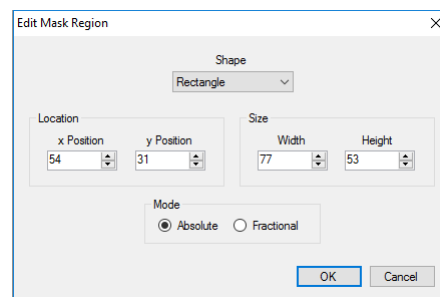 Edit Mask Region
Shape
Rectangle
Location
x Position y Position
54 31
Size
Width Height
77 53
Mode
Absolute Fractional
OK Cancel